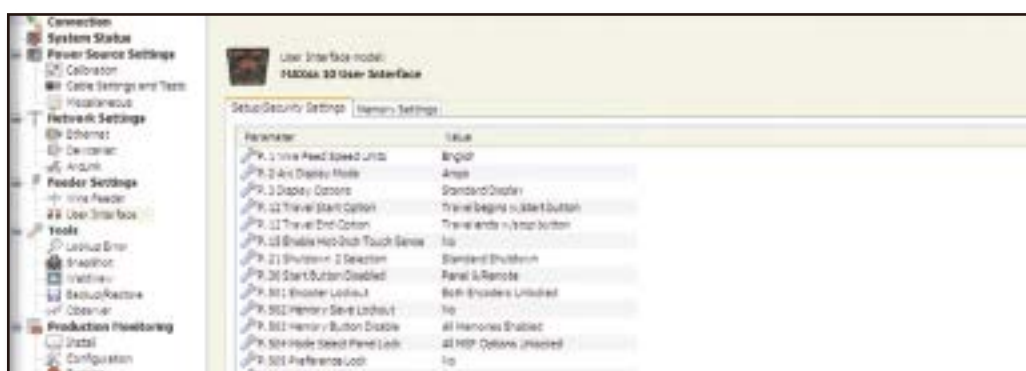 Connection
System Status
Power Source Settings
Calibration
Cable Settings and Tests
Miscellaneous
Network Settings
Ethernet
DeviceNet
ArcLink
Feeder Settings
Wire Feeder
User Interface
Tools
Lookup Error
Snapshot
WebView
Backup/Restore
Observer
Production Monitoring
Install
Configuration
User Interface model:
MAXsa 10 User Interface
Setup/Security Settings
Memory Settings
Parameter Value
P. 1 Wire Feed Speed Units English
P. 2 Arc Display Mode Amps
P. 3 Display Options Standard Display
P. 12 Travel Start Option Travel begins w/start button
P. 12 Travel End Option Travel ends w/stop button
P. 15 Enable Hot-Inch Touch Sense No
P. 21 Shutdown 2 Selection Standard Shutdown
P. 30 Start Button Disabled Panel & Remote
P. 501 Encoder Lockout Both Encoders Unlocked
P. 502 Memory Save Lockout No
P. 503 Memory Button Disable All Memories Enabled
P. 504 Mode Select Panel Lock All MSP Options Unlocked
P. 505 Preference Lock No